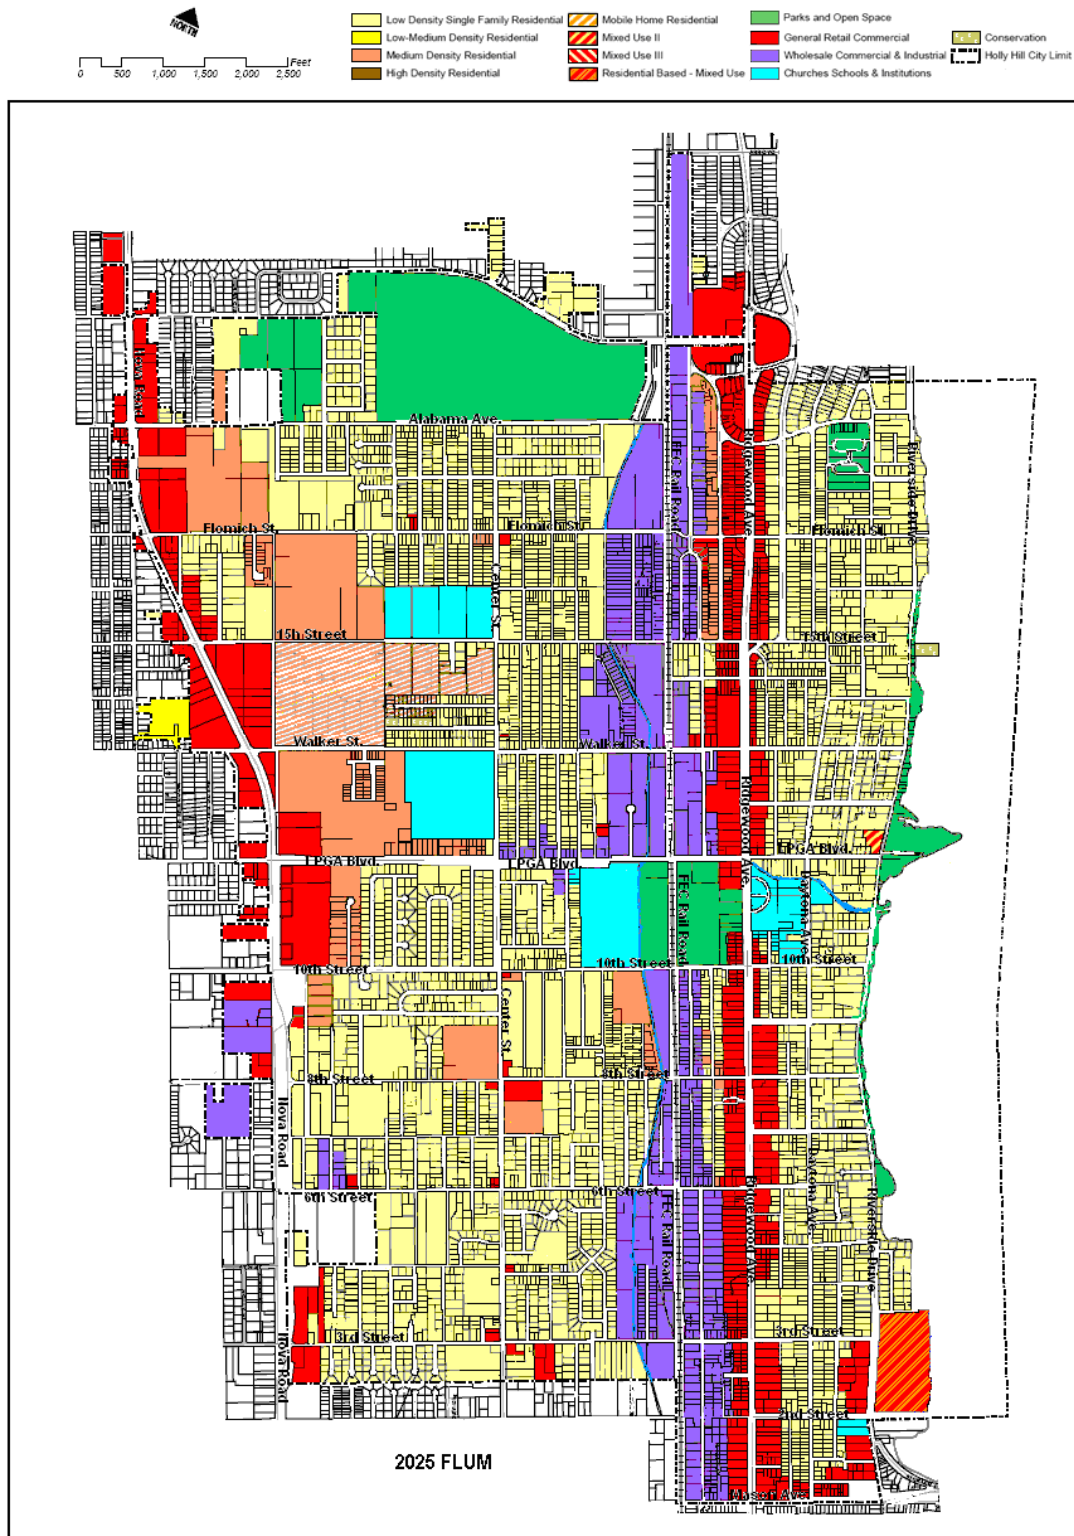 NORTH
0 500 1,000 1,500 2,000 2,500 Feet
Low Density Single Family Residential
Low-Medium Density Residential
Medium Density Residential
High Density Residential
Mobile Home Residential
Mixed Use II
Mixed Use III
Residential Based - Mixed Use
Parks and Open Space
General Retail Commercial
Wholesale Commercial & Industrial
Churches Schools & Institutions
Conservation
Holly Hill City Limit
Nova Road
Alabama Ave.
FEC Rail Road
Ridgewood Ave
Riverside Drive
Flomich St.
Flomich St.
Flomich St.
Center St.
15h Street
15th Street
Walker St.
Walker St.
Ridgewood Ave.
LPGA Blvd.
LPGA Blvd.
LPGA Blvd.
FEC Rail Road
Daytona Ave.
10th Street
10th Street
10th Street
Center St.
8th Street
8th Street
Nova Road
6th Street
6th Street
FEC Rail Road
Ridgewood Ave.
Daytona Ave.
Riverside Drave.
3rd Street
3rd Street
Nova Road
2nd Street
Mason Ave.
2025 FLUM